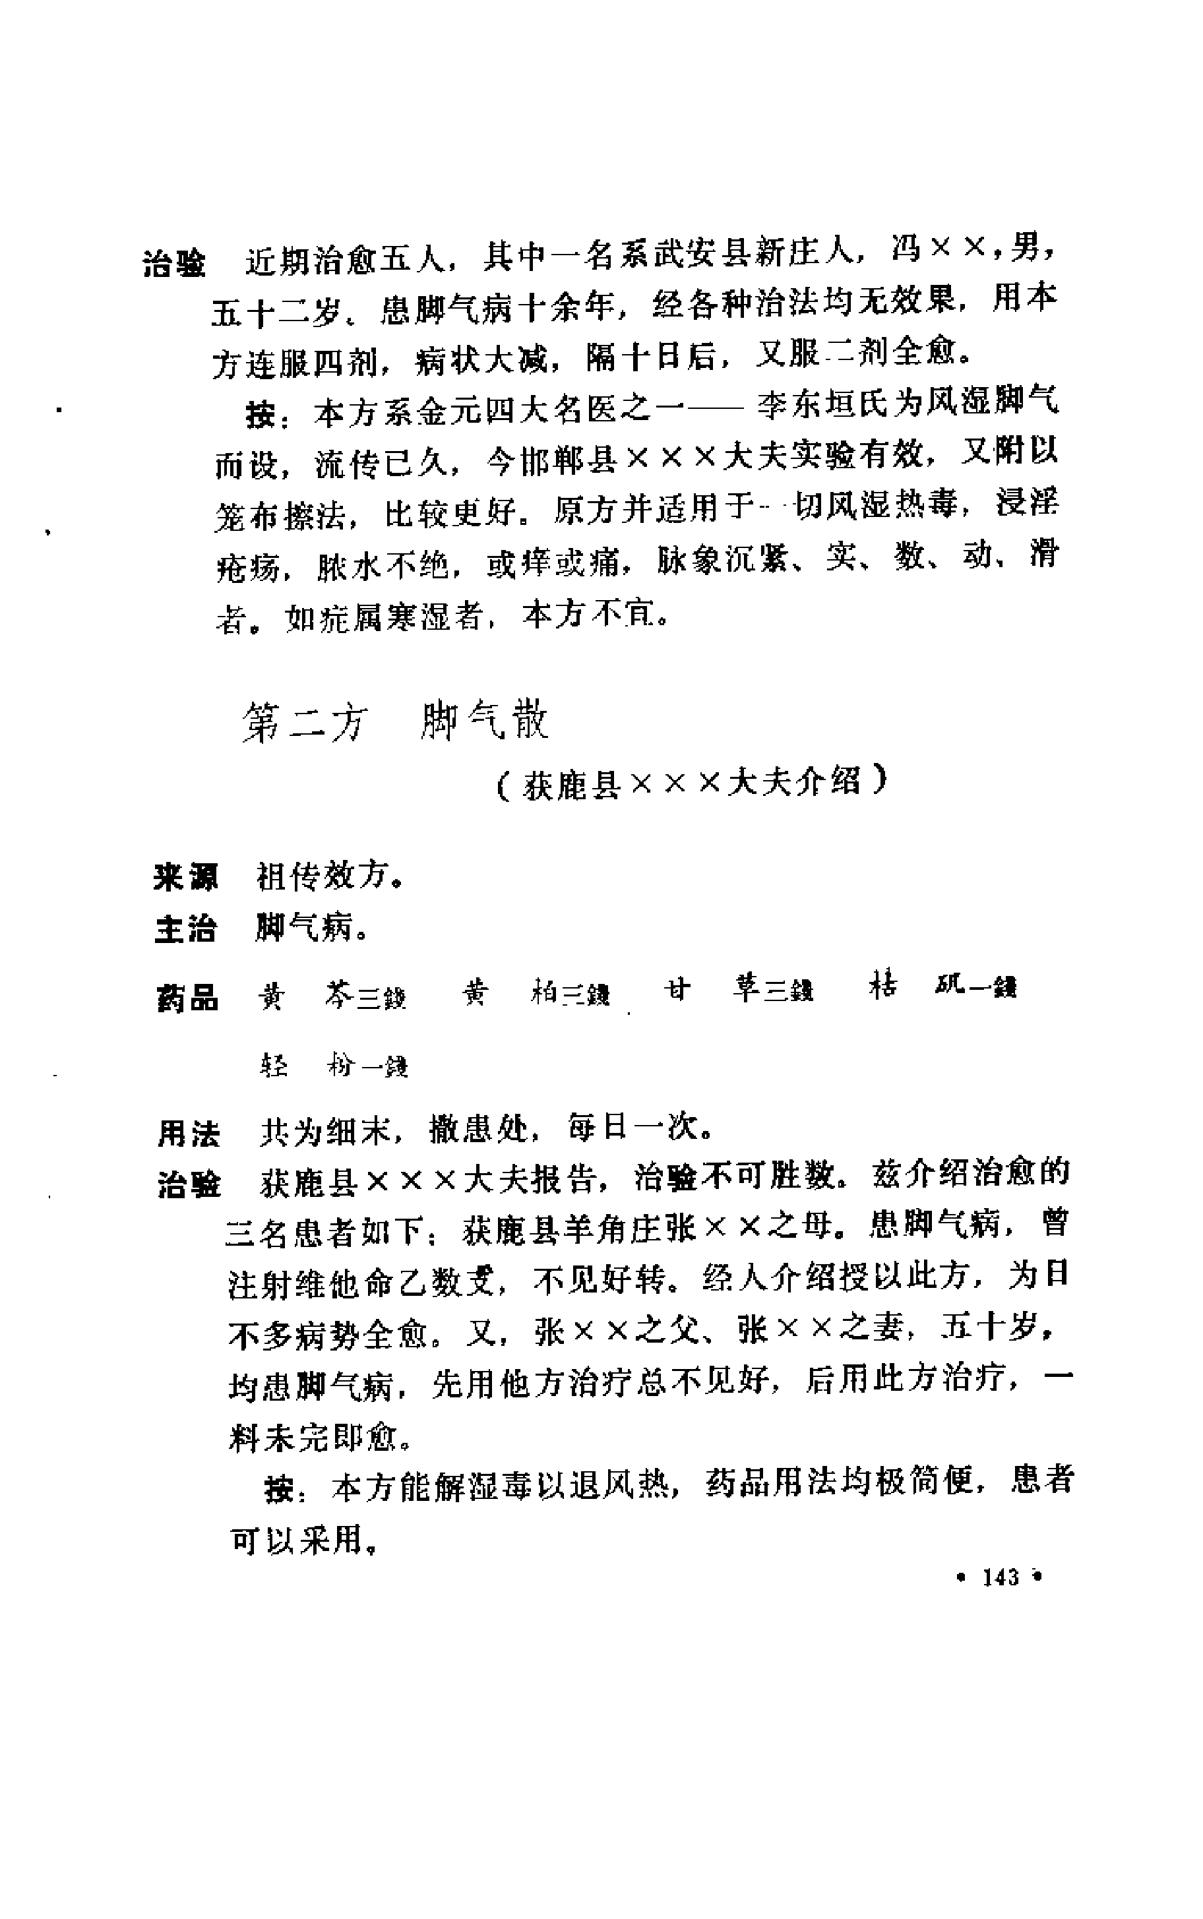 治验 近期治愈五人，其中一名系武安县新庄人，冯××，男，
五十二岁、患脚气病十余年，经各种治法均无效果，用本
方连服四剂，病状大减，隔十日后，又服二剂全愈。
按：本方系金元四大名医之一——李东垣氏为风湿脚气
而设，流传已久，今邯郸县×××大夫实验有效，又附以
笼布擦法，比较更好。原方并适用于一切风湿热毒，浸淫
疮疡，脓水不绝，或痒或痛，脉象沉紧、实、数、动、滑
者。如症属寒湿者，本方不宜。
第二方 脚气散
（获鹿县×××大夫介绍）
来源 祖传效方。
主治 脚气病。
药品 黄芩三錢 黄柏三錢 甘草三錢 枯矾一錢
轻粉一錢
用法 共为细末，撒患处，每日一次。
治验 获鹿县×××大夫报告，治验不可胜数。兹介绍治愈的
三名患者如下：获鹿县羊角庄张××之母。患脚气病，曾
注射维他命乙数支，不见好转。经人介绍授以此方，为日
不多病势全愈。又，张××之父、张××之妻，五十岁，
均患脚气病，先用他方治疗总不见好，后用此方治疗，一
料未完即愈。
按：本方能解湿毒以退风热，药品用法均极简便，患者
可以采用。
• 143 •